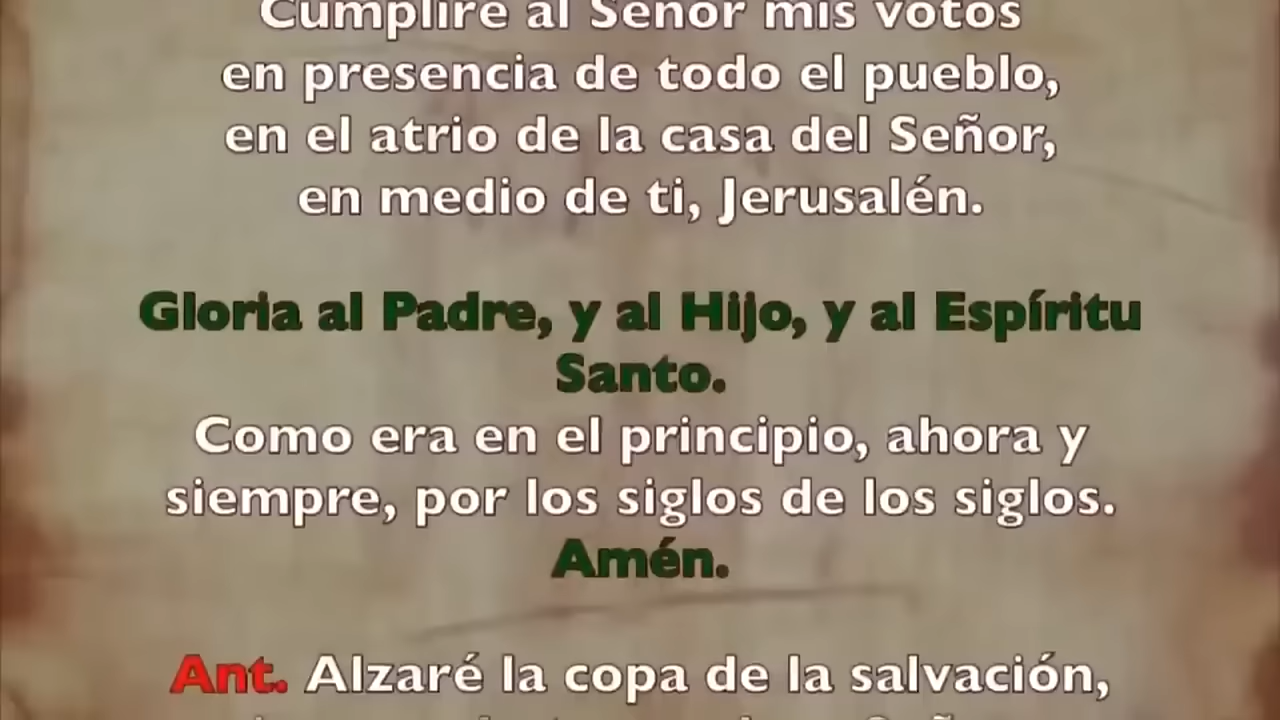 Cumpliré al Señor mis votos
en presencia de todo el pueblo,
en el atrio de la casa del Señor,
en medio de ti, Jerusalén.
Gloria al Padre, y al Hijo, y al Espíritu
Santo.
Como era en el principio, ahora y
siempre, por los siglos de los siglos.
Amén.
Ant. Alzaré la copa de la salvación,